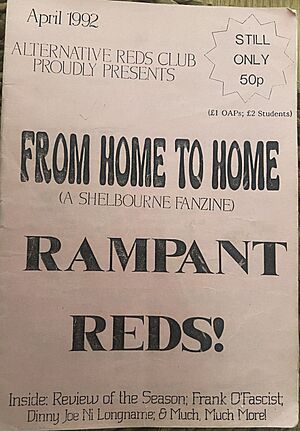 April 1992
STILL
ONLY
50p
ALTERNATIVE REDS CLUB
PROUDLY PRESENTS
(£1 OAPs; £2 Students)
FROM HOME TO HOME
(A SHELBOURNE FANZINE)
RAMPANT
REDS!
Inside: Review of the Season; Frank O'Fascist;
Dinny Joe Ni Longname; & Much, Much More!